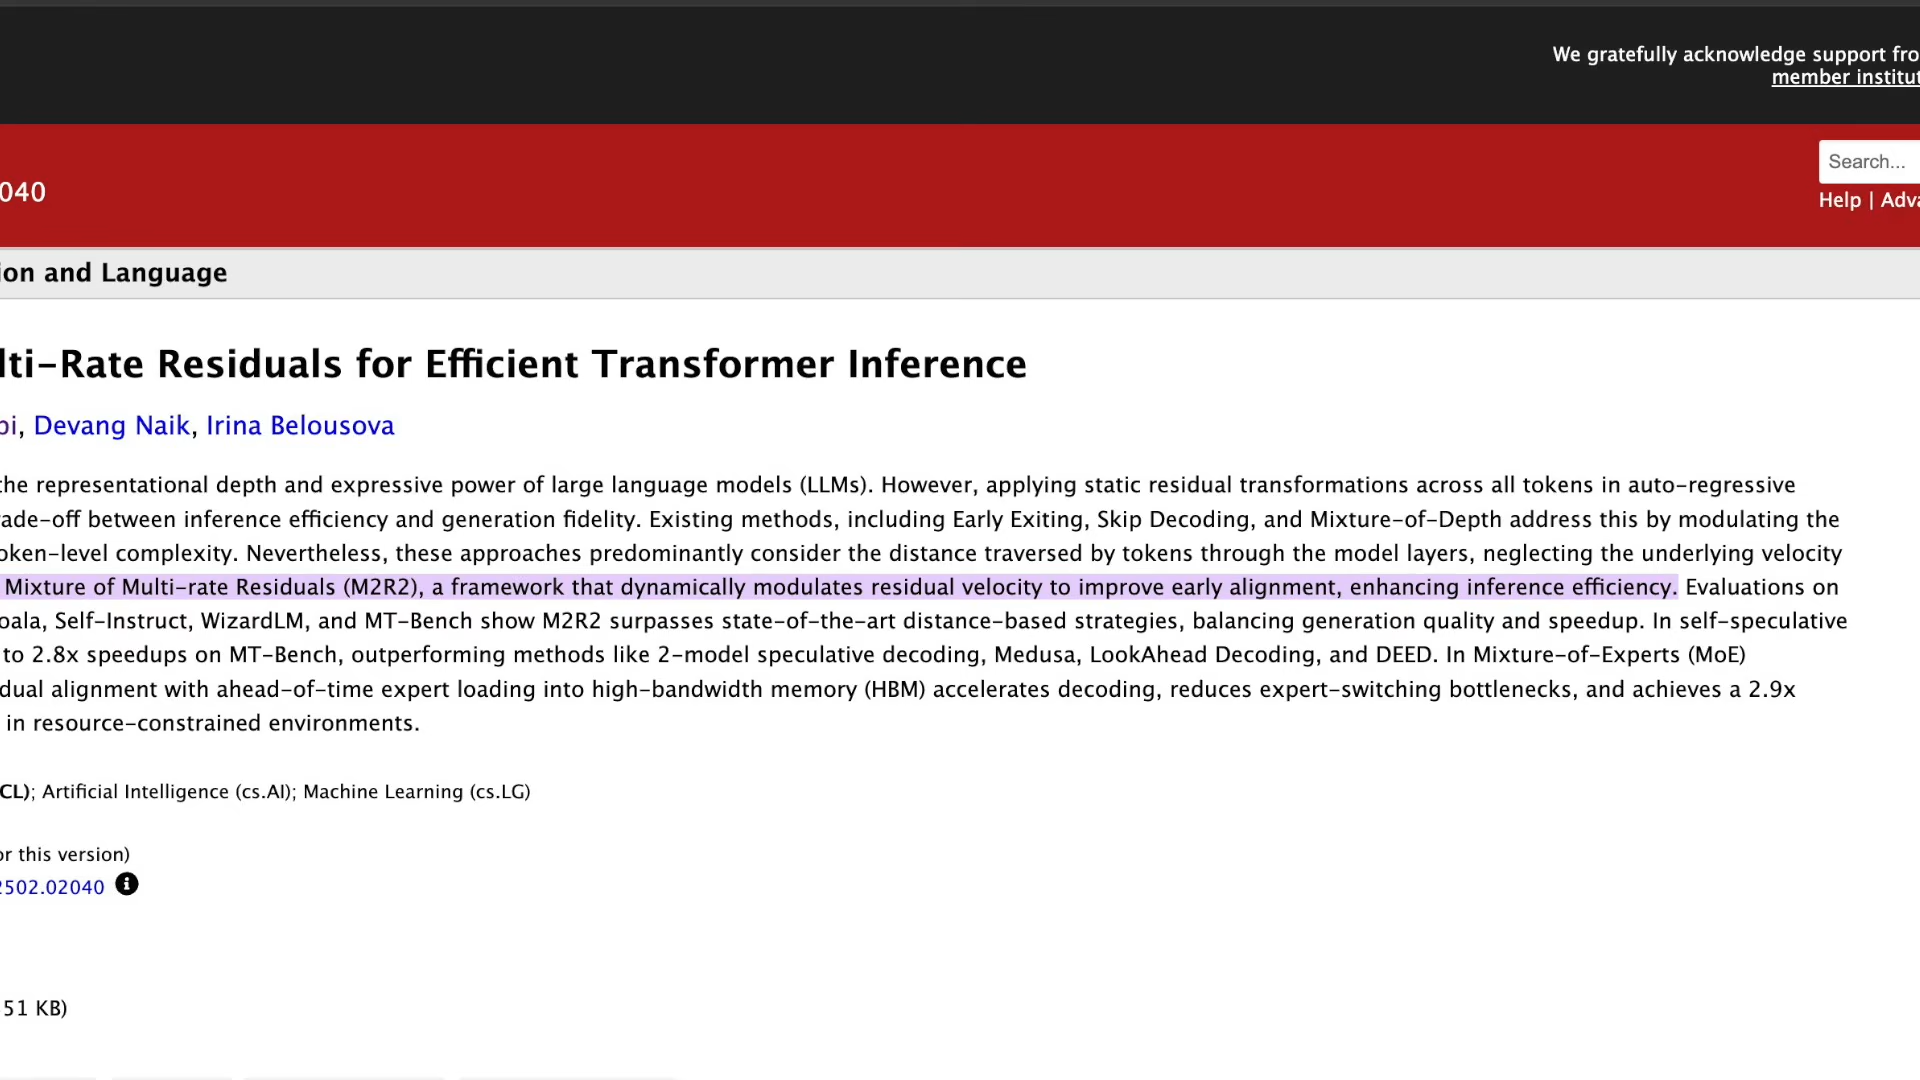 We gratefully acknowledge support fro
member institut
040
Search...
Help | Adva
ion and Language
lti-Rate Residuals for Efficient Transformer Inference
bi, Devang Naik, Irina Belousova
the representational depth and expressive power of large language models (LLMs). However, applying static residual transformations across all tokens in auto-regressive
rade-off between inference efficiency and generation fidelity. Existing methods, including Early Exiting, Skip Decoding, and Mixture-of-Depth address this by modulating the
oken-level complexity. Nevertheless, these approaches predominantly consider the distance traversed by tokens through the model layers, neglecting the underlying velocity
Mixture of Multi-rate Residuals (M2R2), a framework that dynamically modulates residual velocity to improve early alignment, enhancing inference efficiency. Evaluations on
oala, Self-Instruct, WizardLM, and MT-Bench show M2R2 surpasses state-of-the-art distance-based strategies, balancing generation quality and speedup. In self-speculative
to 2.8x speedups on MT-Bench, outperforming methods like 2-model speculative decoding, Medusa, LookAhead Decoding, and DEED. In Mixture-of-Experts (MoE)
dual alignment with ahead-of-time expert loading into high-bandwidth memory (HBM) accelerates decoding, reduces expert-switching bottlenecks, and achieves a 2.9x
in resource-constrained environments.
CL); Artificial Intelligence (cs.AI); Machine Learning (cs.LG)
or this version)
2502.02040
51 KB)